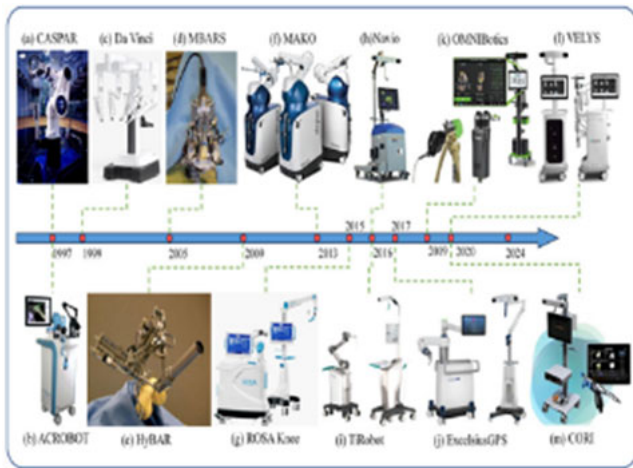 (a) CASPAR
(c) Da Vinci
(d) MBARS
(f) MAKO
(h)Navio
(k) OMNIBotics
(l) VELYS
2015
2017
1997
1998
2005
2009
2013
2016
2019
2020
2024
(b) ACROBOT
(e) HyBAR
(g) ROSA Knee
(i) TiRobot
(j) ExcelsiusGPS
(m) CORI